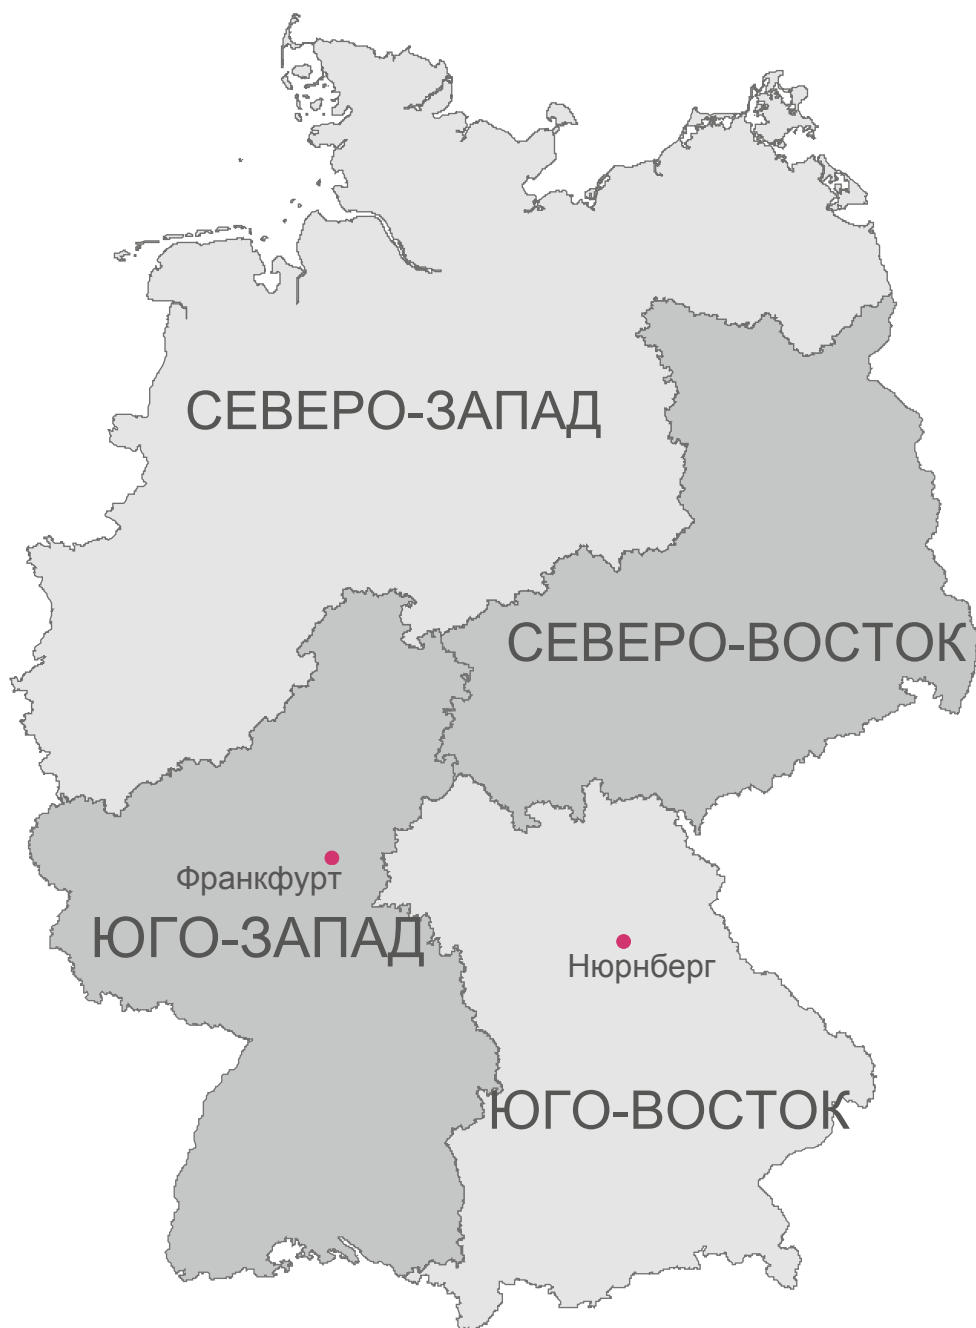 СЕВЕРО-ЗАПАД
СЕВЕРО-ВОСТОК
Франкфурт
ЮГО-ЗАПАД
Нюрнберг
ЮГО-ВОСТОК